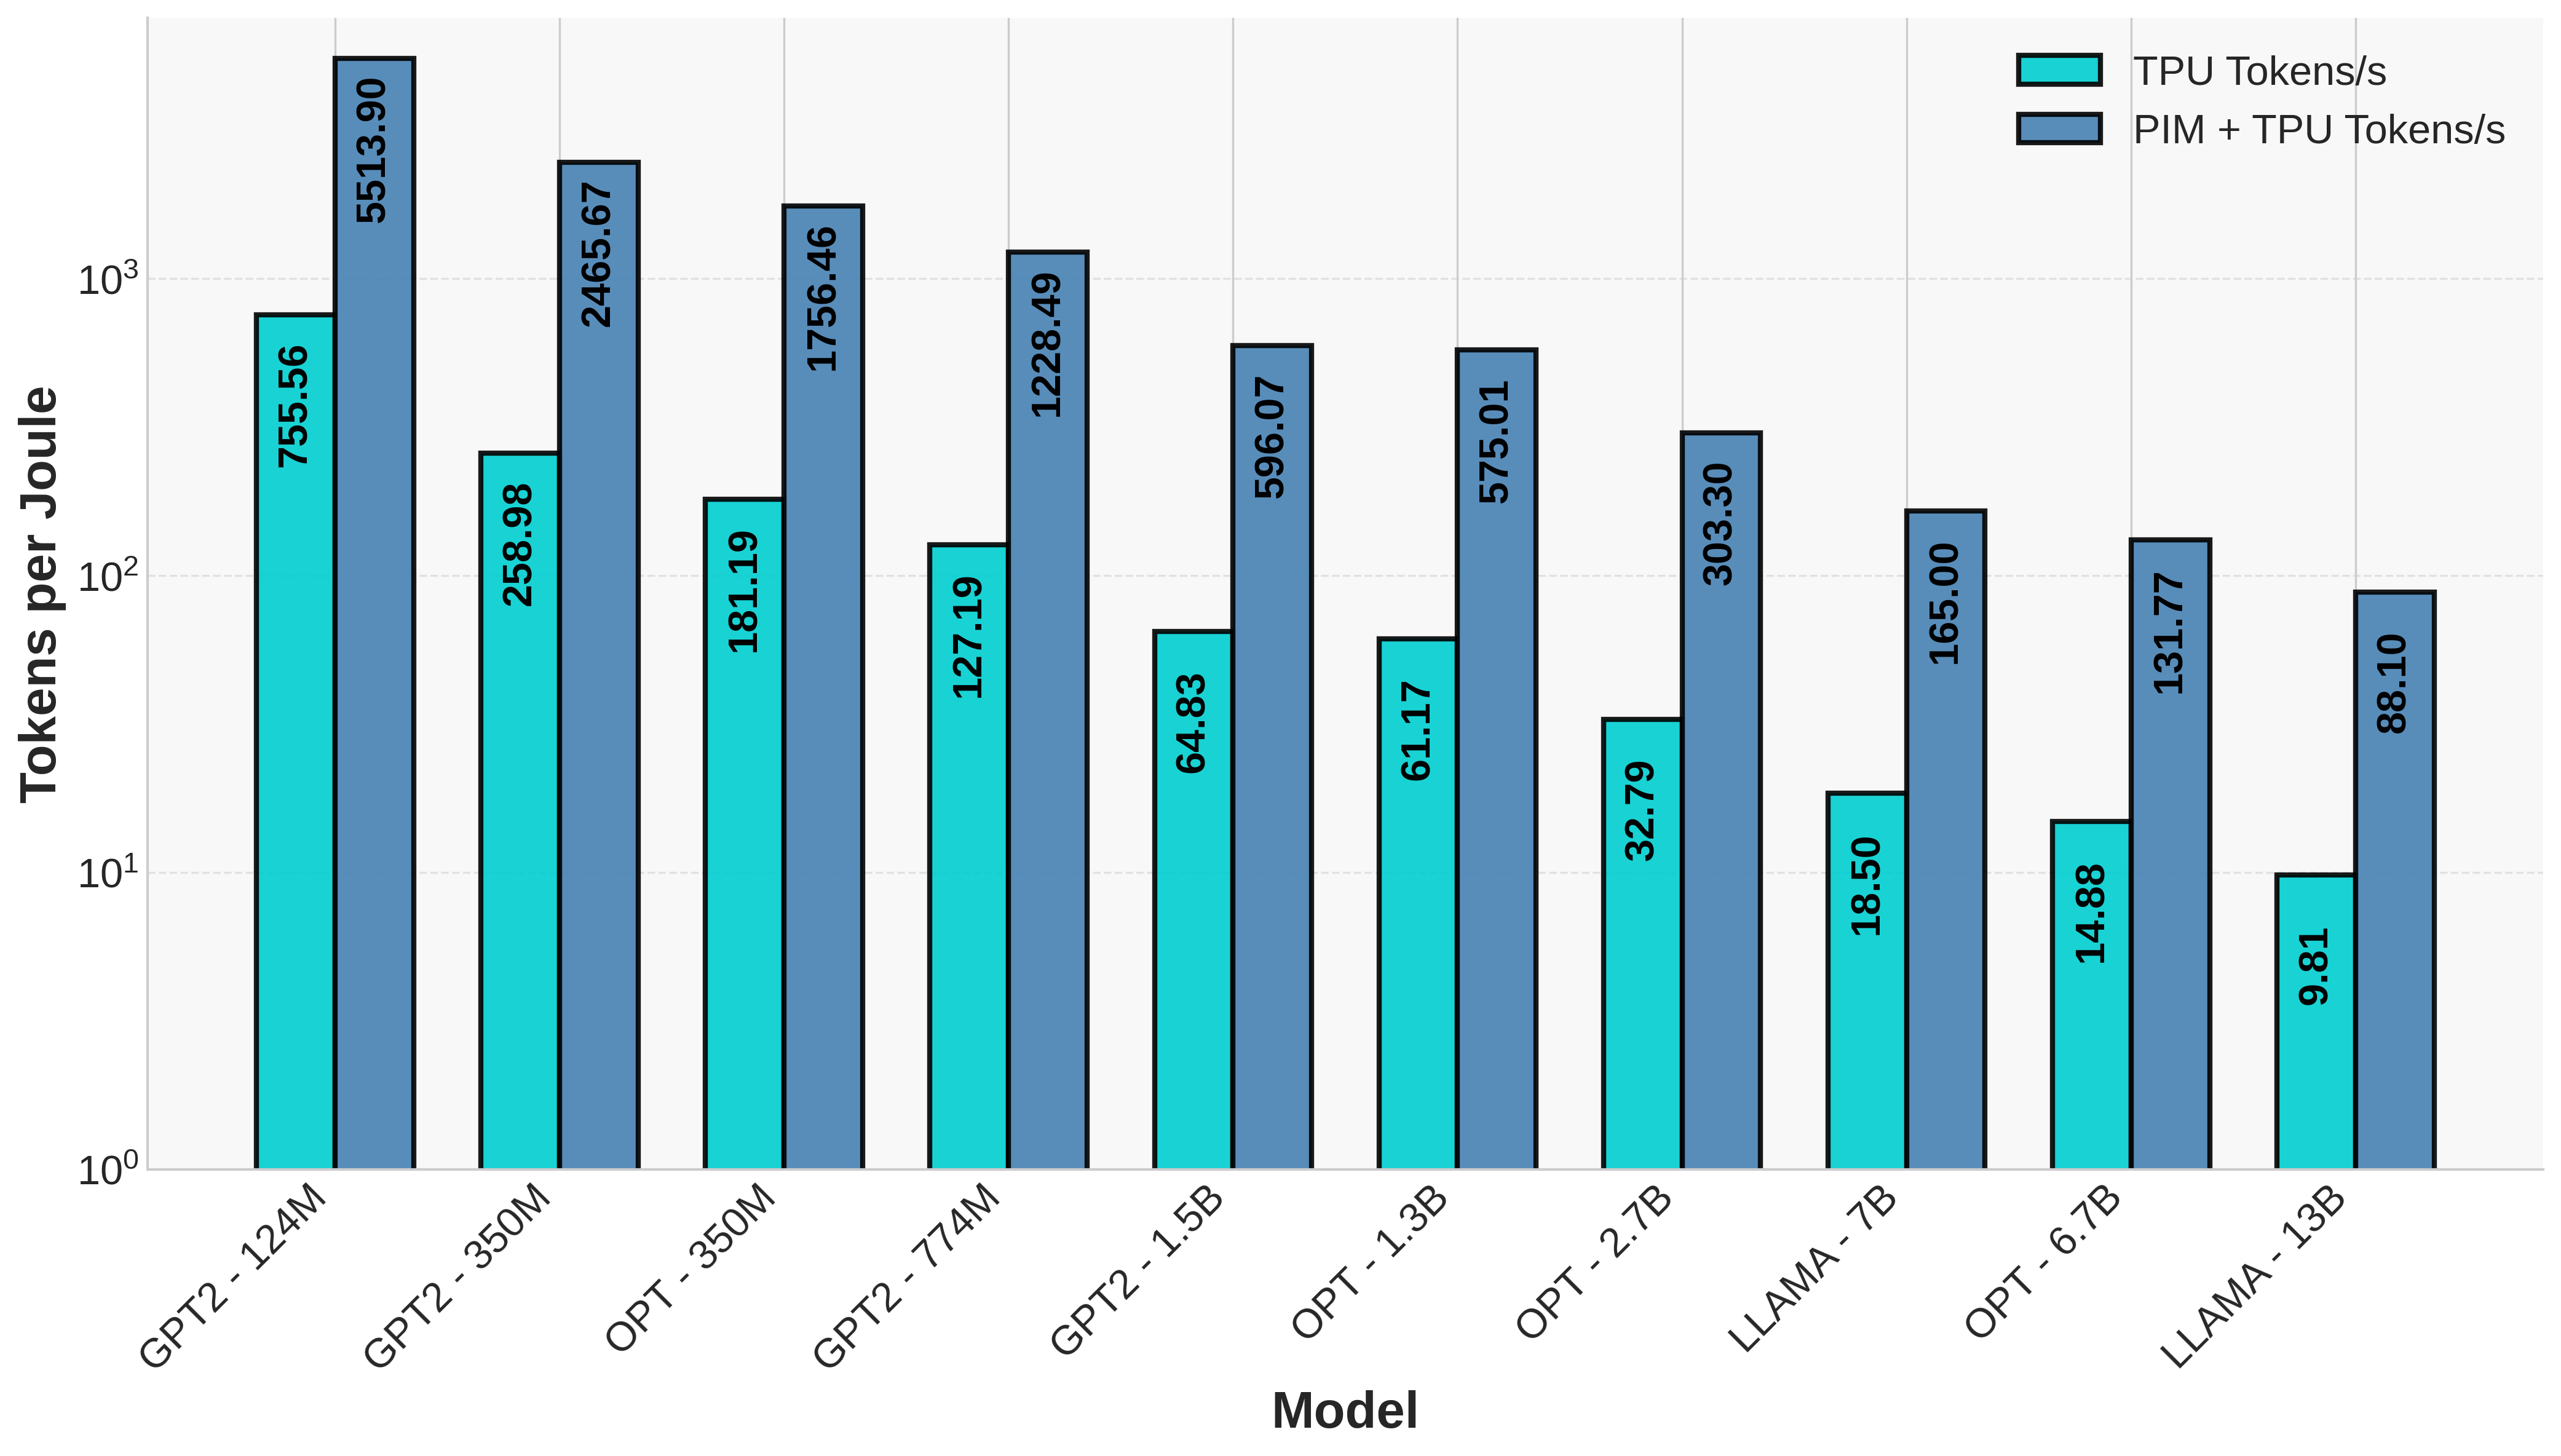 TPU Tokens/s
PIM + TPU Tokens/s
Tokens per Joule
10³
10²
10¹
10⁰
755.56
5513.90
258.98
2465.67
181.19
1756.46
127.19
1228.49
64.83
596.07
61.17
575.01
32.79
303.30
18.50
165.00
14.88
131.77
9.81
88.10
GPT2 - 124M
GPT2 - 350M
OPT - 350M
GPT2 - 774M
GPT2 - 1.5B
OPT - 1.3B
OPT - 2.7B
LLAMA - 7B
OPT - 6.7B
LLAMA - 13B
Model